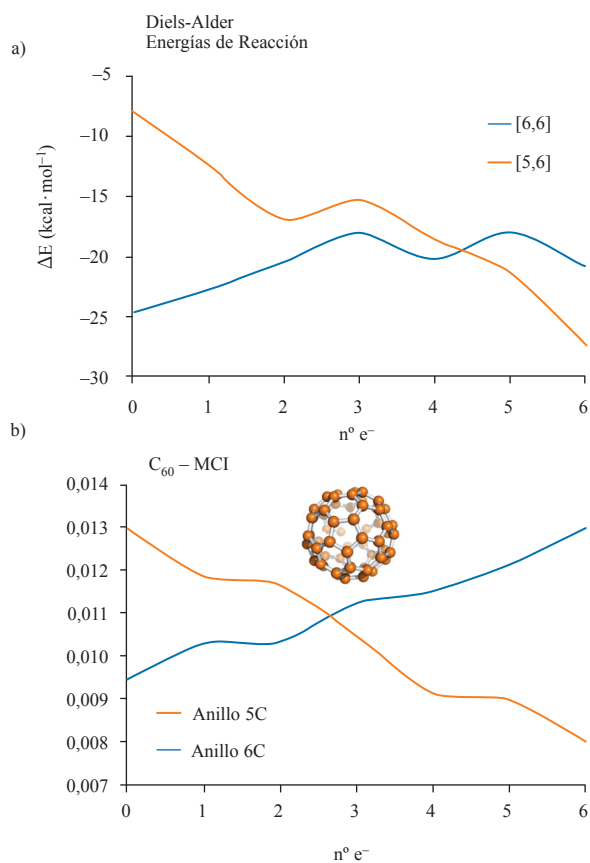 Diels-Alder
Energías de Reacción
a)
−5
−10
−15
−20
−25
−30
ΔE (kcal·mol⁻¹)
[6,6]
[5,6]
0 1 2 3 4 5 6
nº e⁻
b)
C₆₀ – MCI
0,014
0,013
0,012
0,011
0,010
0,009
0,008
0,007
Anillo 5C
Anillo 6C
0 1 2 3 4 5 6
nº e⁻